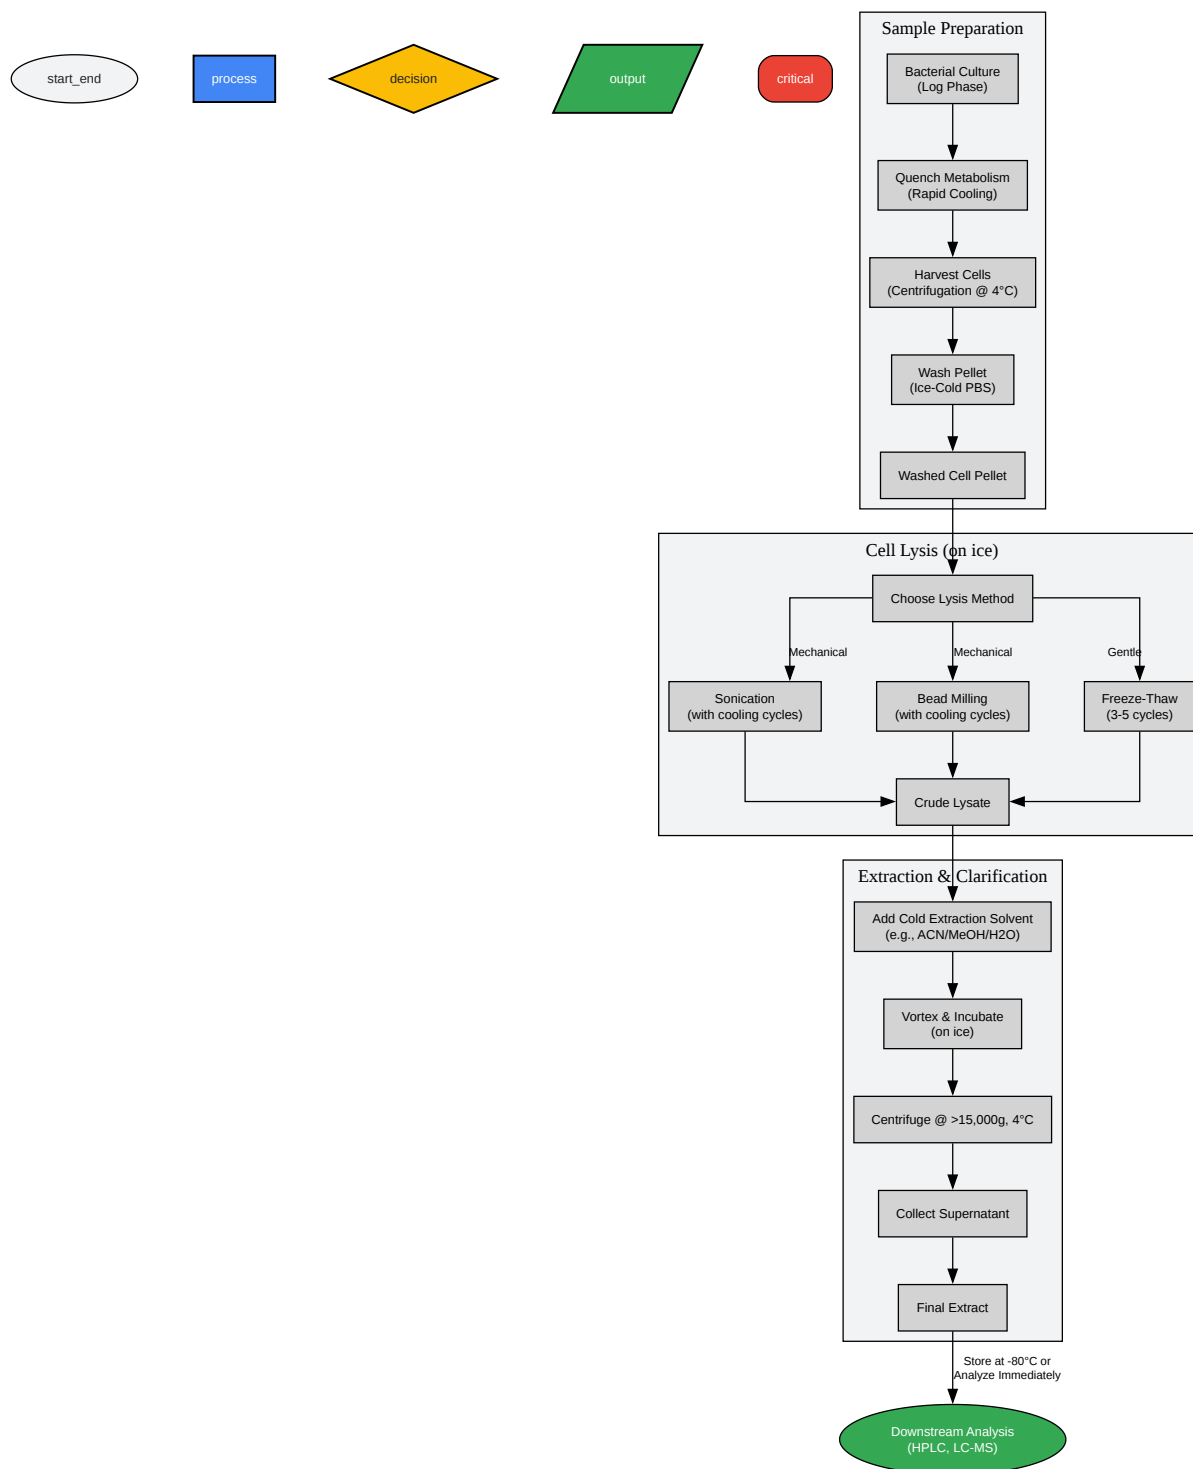 start_end
process
decision
output
critical
Sample Preparation
Bacterial Culture
(Log Phase)
Quench Metabolism
(Rapid Cooling)
Harvest Cells
(Centrifugation @ 4°C)
Wash Pellet
(Ice-Cold PBS)
Washed Cell Pellet
Cell Lysis (on ice)
Choose Lysis Method
Mechanical
Mechanical
Gentle
Sonication
(with cooling cycles)
Bead Milling
(with cooling cycles)
Freeze-Thaw
(3-5 cycles)
Crude Lysate
Extraction & Clarification
Add Cold Extraction Solvent
(e.g., ACN/MeOH/H2O)
Vortex & Incubate
(on ice)
Centrifuge @ >15,000g, 4°C
Collect Supernatant
Final Extract
Store at -80°C or
Analyze Immediately
Downstream Analysis
(HPLC, LC-MS)